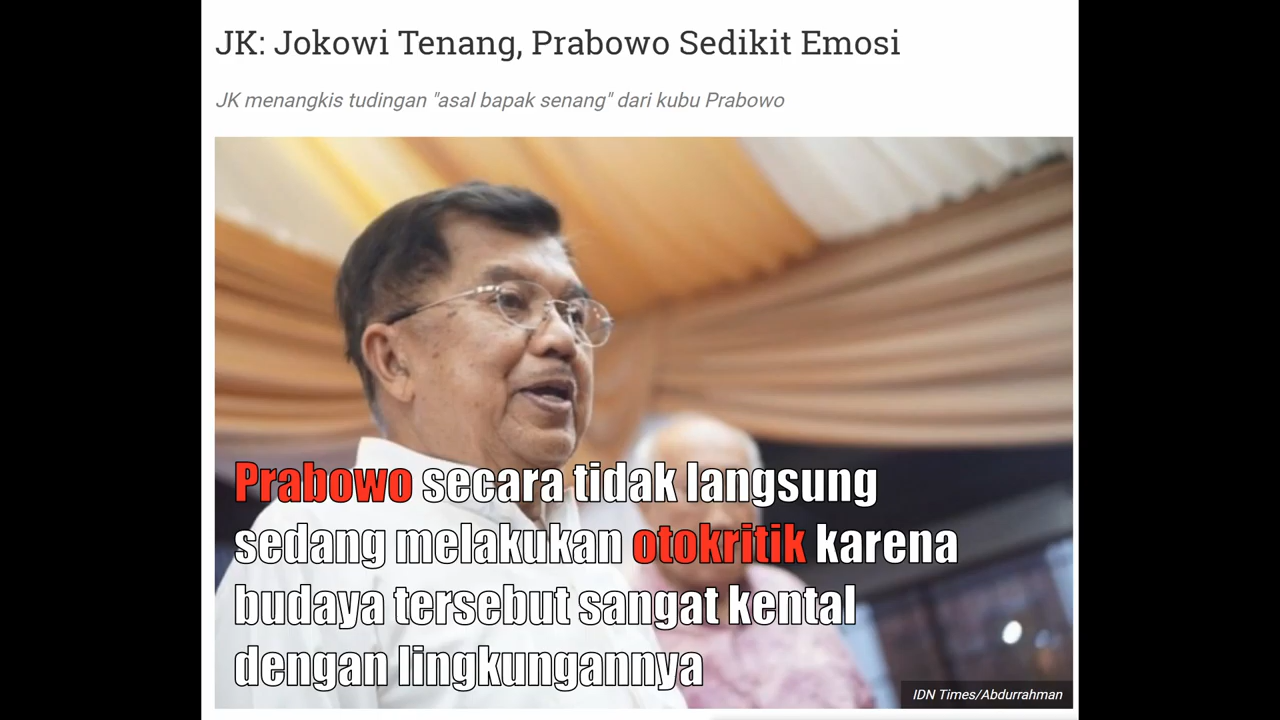 JK: Jokowi Tenang, Prabowo Sedikit Emosi
JK menangkis tudingan "asal bapak senang" dari kubu Prabowo
Prabowo secara tidak langsung
sedang melakukan otokritik karena
budaya tersebut sangat kental
dengan lingkungannya
IDN Times/Abdurrahman